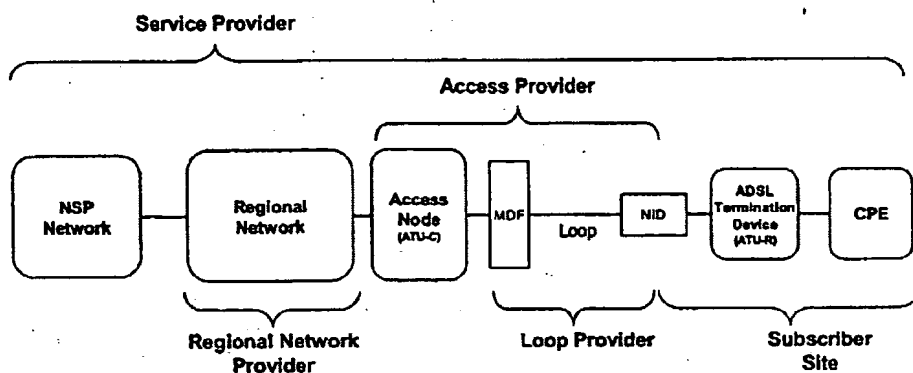 Service Provider
Access Provider
NSP
Network
Regional
Network
Access
Node
(ATU-C)
MDF
Loop
NID
ADSL
Termination
Device
(ATU-R)
CPE
Regional Network
Provider
Loop Provider
Subscriber
Site